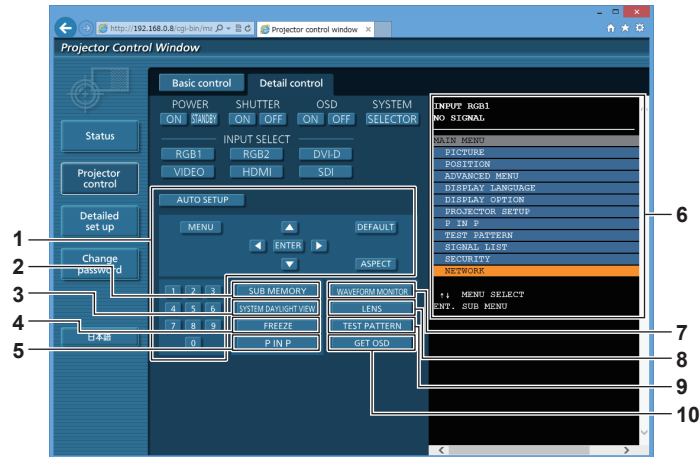 http://192.168.0.8/cgi-bin/ma
Projector control window
Projector Control Window
Basic control
Detail control
POWER
SHUTTER
OSD
SYSTEM
ON
STANDBY
ON
OFF
ON
OFF
SELECTOR
INPUT SELECT
RGB1
RGB2
DVI-D
VIDEO
HDMI
SDI
Status
Projector
control
Detailed
set up
Change
password
日本語
AUTO SETUP
MENU
DEFAULT
ENTER
ASPECT
1 2 3
4 5 6
7 8 9
0
SUB MEMORY
SYSTEM DAYLIGHT VIEW
FREEZE
P IN P
WAVEFORM MONITOR
LENS
TEST PATTERN
GET OSD
INPUT RGB1
NO SIGNAL
MAIN MENU
PICTURE
POSITION
ADVANCED MENU
DISPLAY LANGUAGE
DISPLAY OPTION
PROJECTOR SETUP
P IN P
TEST PATTERN
SIGNAL LIST
SECURITY
NETWORK
↑↓ MENU SELECT
ENT. SUB MENU
1
2
3
4
5
6
7
8
9
10